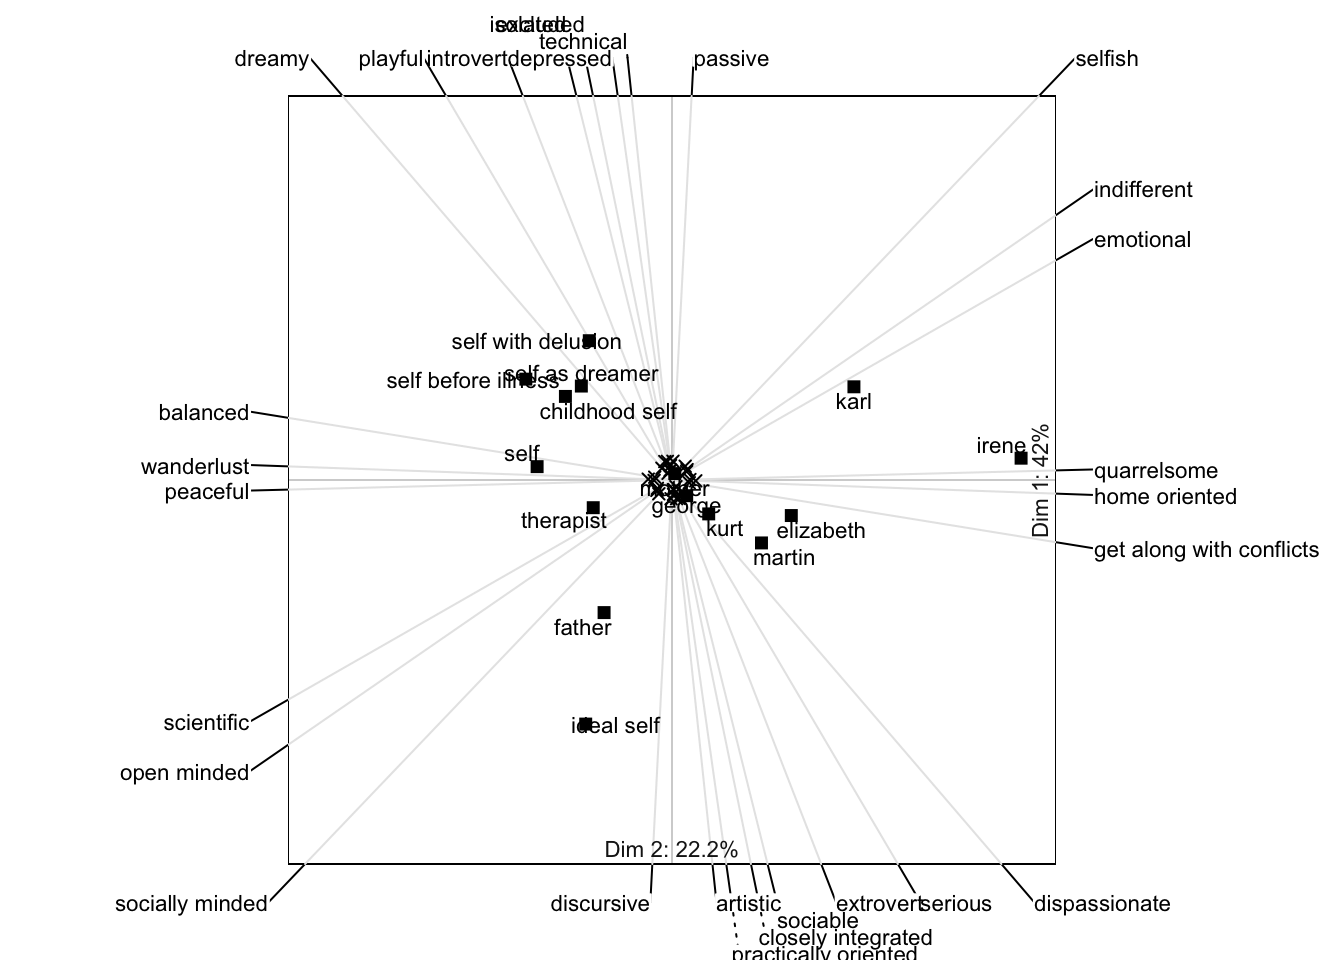 isolated
excluded
technical
dreamy
playful
introvert
depressed
passive
selfish
indifferent
emotional
self with delusion
self as dreamer
self before illness
childhood self
karl
balanced
self
irene
wanderlust
quarrelsome
peaceful
home oriented
mother
george
therapist
kurt
elizabeth
Dim 1: 42%
get along with conflicts
martin
father
scientific
ideal self
open minded
Dim 2: 22.2%
socially minded
discursive
artistic
extrovert
serious
dispassionate
sociable
closely integrated
practically oriented